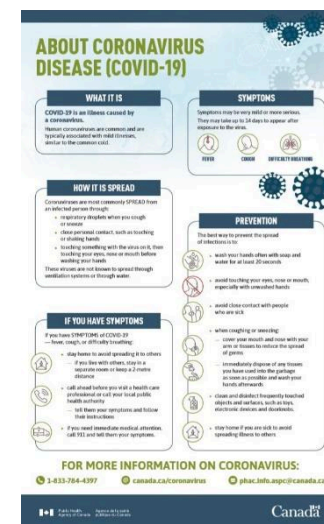 ABOUT CORONAVIRUS
DISEASE (COVID-19)
WHAT IT IS
COVID-19 is an illness caused by
a coronavirus.
Human coronaviruses are common and are
typically associated with mild illnesses,
similar to the common cold.
SYMPTOMS
Symptoms may be very mild or more serious.
They may take up to 14 days to appear after
exposure to the virus.
FEVER
COUGH
DIFFICULTY BREATHING
HOW IT IS SPREAD
Coronaviruses are most commonly SPREAD from
an infected person through:
• respiratory droplets when you cough
or sneeze
• close personal contact, such as touching
or shaking hands
• touching something with the virus on it, then
touching your eyes, nose or mouth before
washing your hands
These viruses are not known to spread through
ventilation systems or through water.
PREVENTION
The best way to prevent the spread
of infections is to:
• wash your hands often with soap and
water for at least 20 seconds
• avoid touching your eyes, nose or mouth,
especially with unwashed hands
• avoid close contact with people
who are sick
• when coughing or sneezing:
– cover your mouth and nose with your
arm or tissues to reduce the spread
of germs
– immediately dispose of any tissues
you have used into the garbage
as soon as possible and wash your
hands afterwards
• clean and disinfect frequently touched
objects and surfaces, such as toys,
electronic devices and doorknobs.
• stay home if you are sick to avoid
spreading illness to others
IF YOU HAVE SYMPTOMS
If you have SYMPTOMS of COVID-19
— fever, cough, or difficulty breathing:
• stay home to avoid spreading it to others
– if you live with others, stay in a
separate room or keep a 2-metre
distance
• call ahead before you visit a health care
professional or call your local public
health authority
– tell them your symptoms and follow
their instructions
• if you need immediate medical attention,
call 911 and tell them your symptoms.
FOR MORE INFORMATION ON CORONAVIRUS:
1-833-784-4397
canada.ca/coronavirus
phac.info.aspc@canada.ca
Public Health
Agency of Canada
Agence de la santé
publique du Canada
Canada